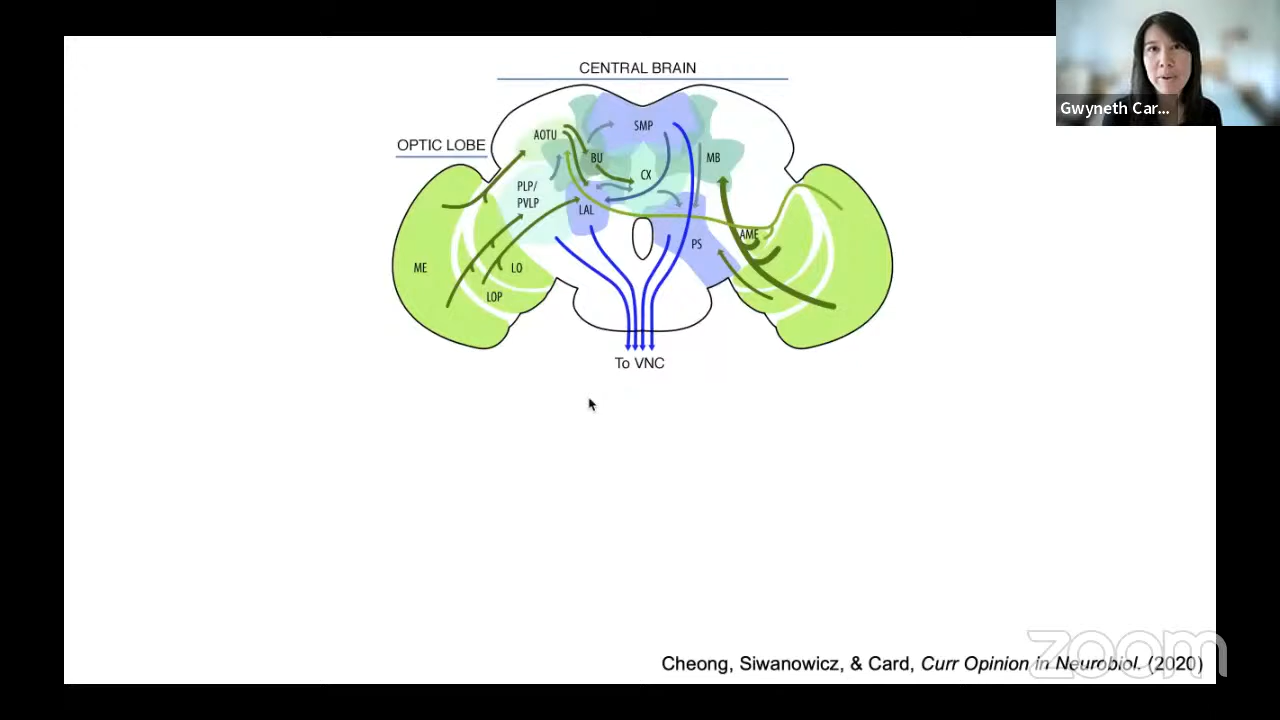 CENTRAL BRAIN
Gwyneth Car...
OPTIC LOBE
AOTU
SMP
BU
MB
CX
PLP/
PVLP
LAL
AME
PS
ME
LO
LOP
To VNC
Cheong, Siwanowicz, & Card, Curr Opinion in Neurobiol. (2020)
zoom